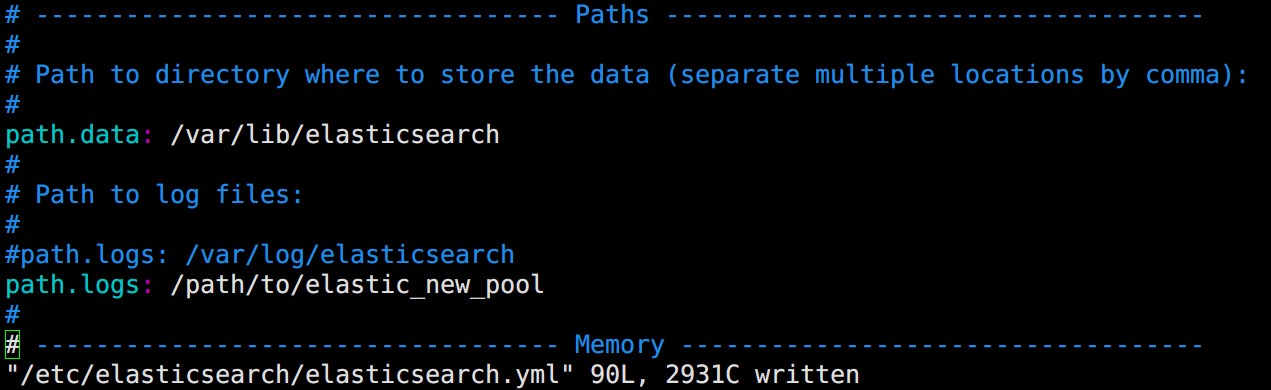 # ----------------------------------- Paths ------------------------------------
#
# Path to directory where to store the data (separate multiple locations by comma):
#
path.data: /var/lib/elasticsearch
#
# Path to log files:
#
#path.logs: /var/log/elasticsearch
path.logs: /path/to/elastic_new_pool
#
# ----------------------------------- Memory -----------------------------------
"/etc/elasticsearch/elasticsearch.yml" 90L, 2931C written